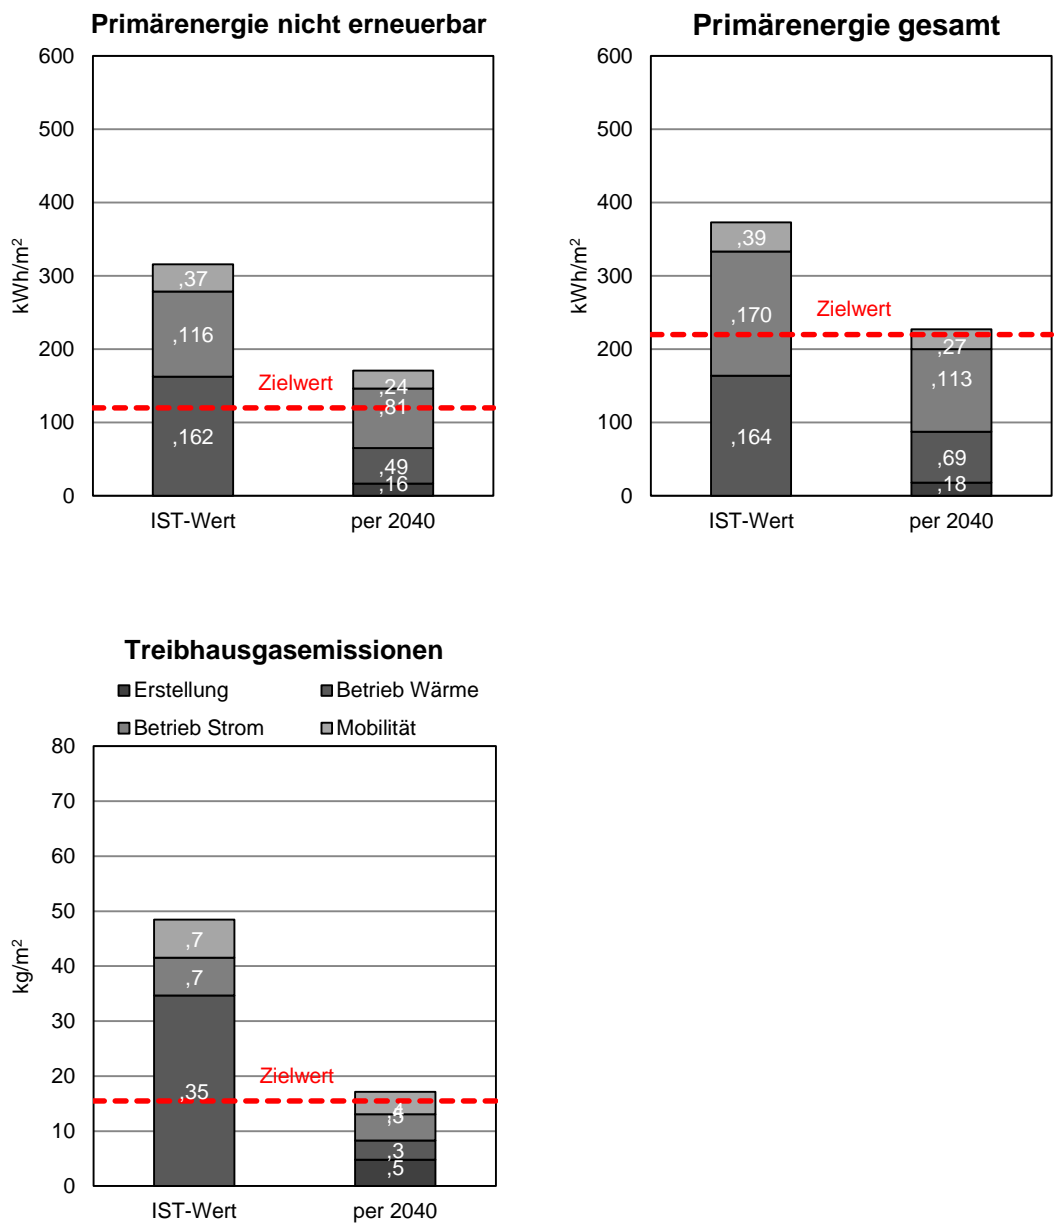 Primärenergie nicht erneuerbar
600
500
400
300
200
100
0
kWh/m²
,37
,116
,162
Zielwert
,24
,81
,49
,16
IST-Wert
per 2040
Primärenergie gesamt
600
500
400
300
200
100
0
kWh/m²
,39
,170
,164
Zielwert
,27
,113
,69
,18
IST-Wert
per 2040
Treibhausgasemissionen
Erstellung
Betrieb Wärme
Betrieb Strom
Mobilität
80
70
60
50
40
30
20
10
0
kg/m²
,7
,7
,35
Zielwert
,4
,5
,3
,5
IST-Wert
per 2040